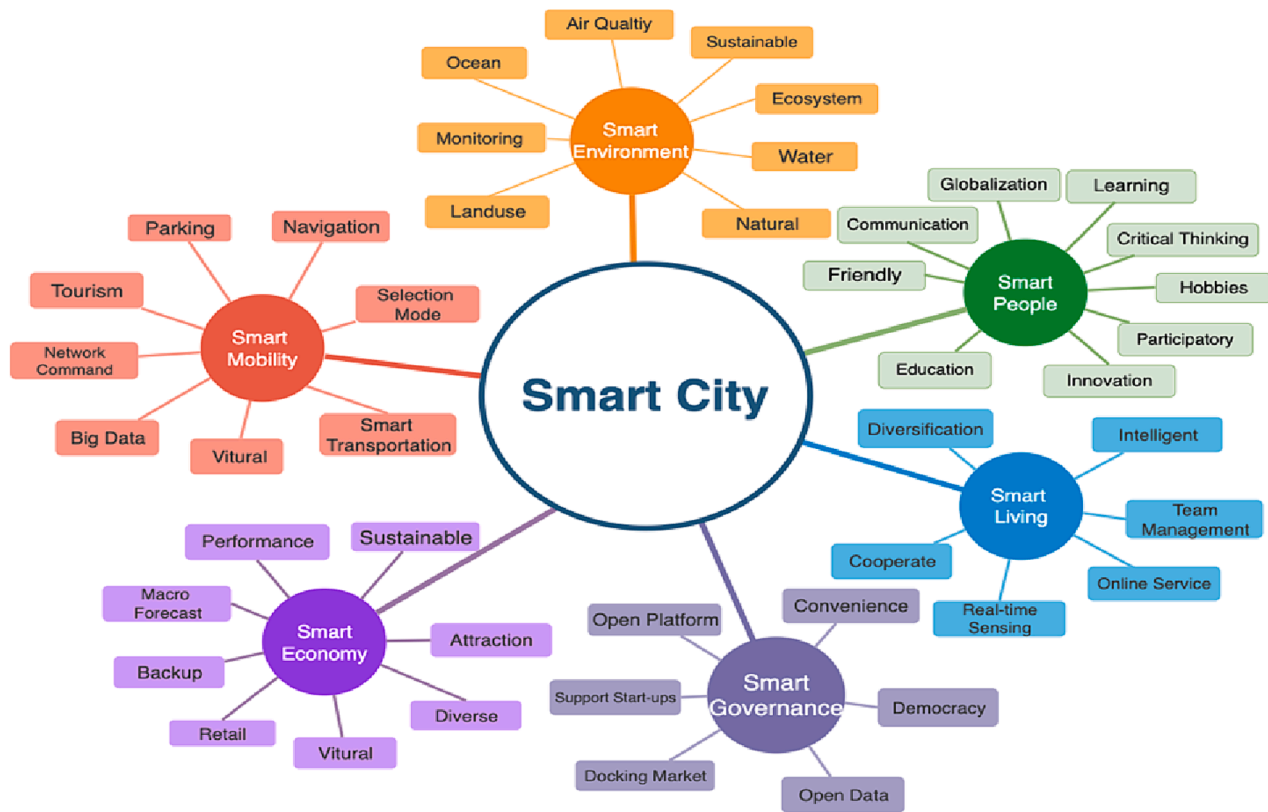 Air Qualtiy
Sustainable
Ocean
Ecosystem
Smart
Environment
Monitoring
Water
Landuse
Natural
Globalization
Learning
Communication
Critical Thinking
Friendly
Smart
People
Hobbies
Participatory
Education
Innovation
Parking
Navigation
Tourism
Selection
Mode
Smart
Mobility
Network
Command
Big Data
Smart
Transportation
Vitural
Smart City
Diversification
Intelligent
Smart
Living
Team
Management
Cooperate
Online Service
Real-time
Sensing
Performance
Sustainable
Macro
Forecast
Smart
Economy
Attraction
Backup
Diverse
Retail
Vitural
Convenience
Open Platform
Smart
Governance
Support Start-ups
Democracy
Docking Market
Open Data